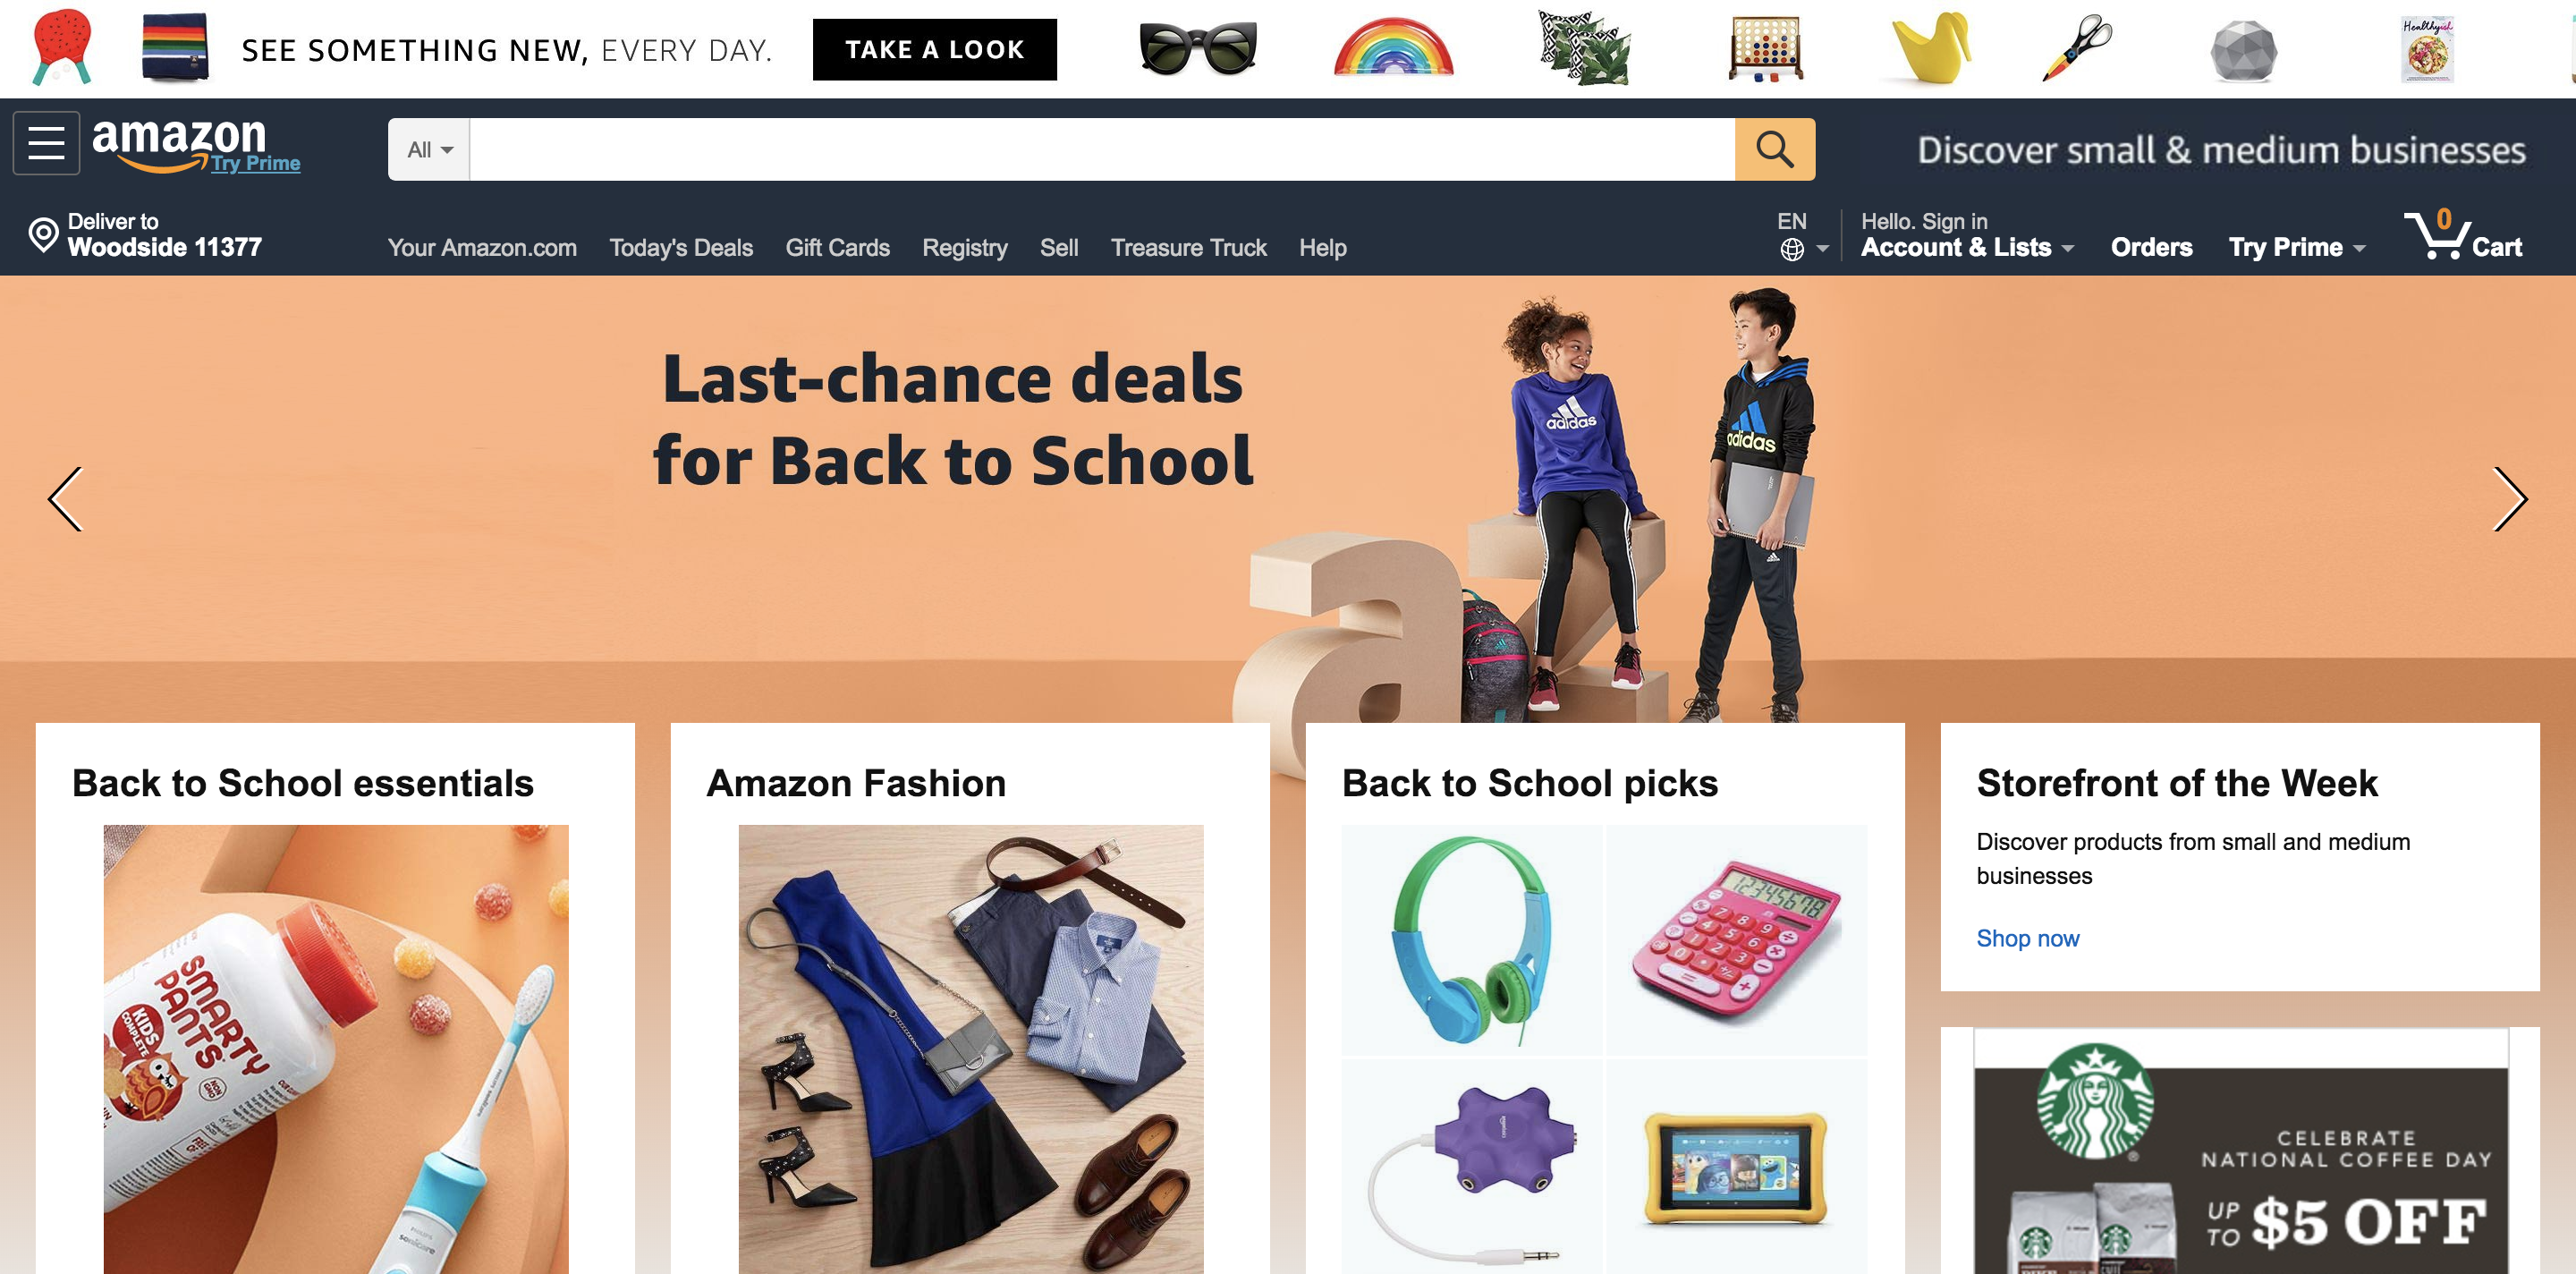 SEE SOMETHING NEW, EVERY DAY.
TAKE A LOOK
Healthyish
amazon
Try Prime
All
Discover small & medium businesses
Deliver to
Woodside 11377
Your Amazon.com
Today's Deals
Gift Cards
Registry
Sell
Treasure Truck
Help
EN
Hello. Sign in
Account & Lists
Orders
Try Prime
0
Cart
Last-chance deals
for Back to School
adidas
adidas
a
Back to School essentials
SMARTY
PANTS
KIDS
COMPLETE
NON
GMO
sonicare
Amazon Fashion
Back to School picks
12345678
Storefront of the Week
Discover products from small and medium
businesses
Shop now
CELEBRATE
NATIONAL COFFEE DAY
UP
TO
$5 OFF